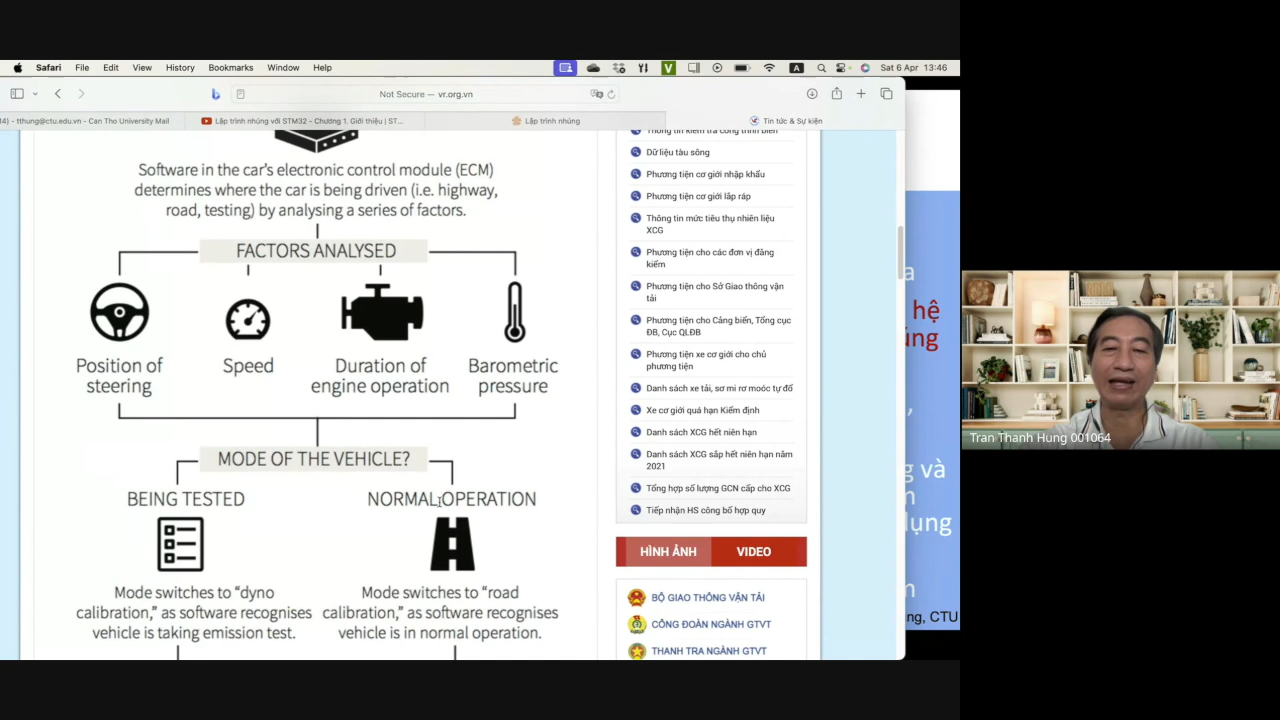 Safari File Edit View History Bookmarks Window Help
V
A
Sat 6 Apr 13:46
Not Secure — vr.org.vn
14) - tthung@ctu.edu.vn - Can Tho University Mail
Lập trình nhúng với STM32 - Chương 1. Giới thiệu | ST...
Lập trình nhúng
Tin tức & Sự kiện
Software in the car's electronic control module (ECM)
determines where the car is being driven (i.e. highway,
road, testing) by analysing a series of factors.
FACTORS ANALYSED
Position of
steering
Speed
Duration of
engine operation
Barometric
pressure
MODE OF THE VEHICLE?
BEING TESTED
NORMAL OPERATION
Mode switches to “dyno
calibration,” as software recognises
vehicle is taking emission test.
Mode switches to “road
calibration,” as software recognises
vehicle is in normal operation.
Thông tin kiểm tra công trình biển
Dữ liệu tàu sông
Phương tiện cơ giới nhập khẩu
Phương tiện cơ giới lắp ráp
Thông tin mức tiêu thụ nhiên liệu
XCG
Phương tiện cho các đơn vị đăng
kiểm
Phương tiện cho Sở Giao thông vận
tải
Phương tiện cho Cảng biển, Tổng cục
ĐB, Cục QLĐB
Phương tiện xe cơ giới cho chủ
phương tiện
Danh sách xe tải, sơ mi rơ moóc tự đổ
Xe cơ giới quá hạn Kiểm định
Danh sách XCG hết niên hạn
Danh sách XCG sắp hết niên hạn năm
2021
Tổng hợp số lượng GCN cấp cho XCG
Tiếp nhận HS công bố hợp quy
HÌNH ẢNH VIDEO
BỘ GIAO THÔNG VẬN TẢI
CÔNG ĐOÀN NGÀNH GTVT
THANH TRA NGÀNH GTVT
a
hệ
úng
,
g và
n
dụng
n
ng, CTU
Tran Thanh Hung 001064